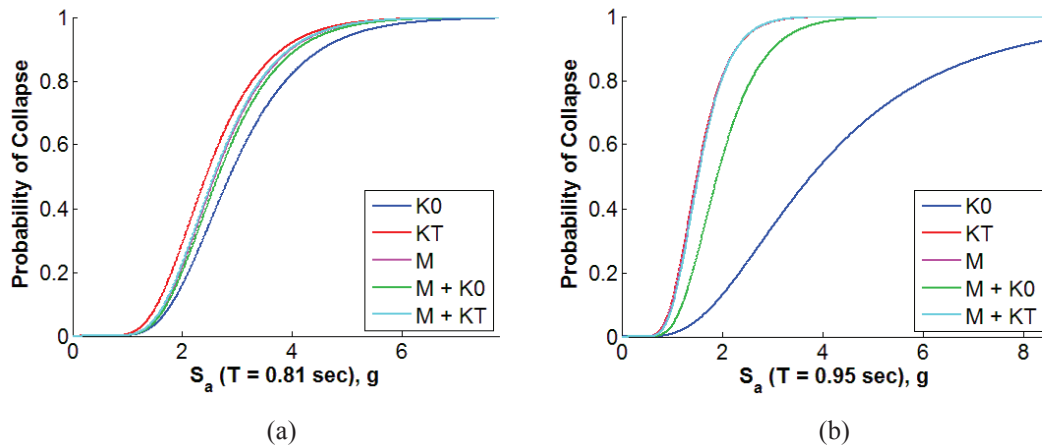 1
0.8
0.6
0.4
0.2
0
Probability of Collapse
K0
KT
M
M + K0
M + KT
0 2 4 6
Sa (T = 0.81 sec), g
(a)
1
0.8
0.6
0.4
0.2
0
Probability of Collapse
K0
KT
M
M + K0
M + KT
0 2 4 6 8
Sa (T = 0.95 sec), g
(b)